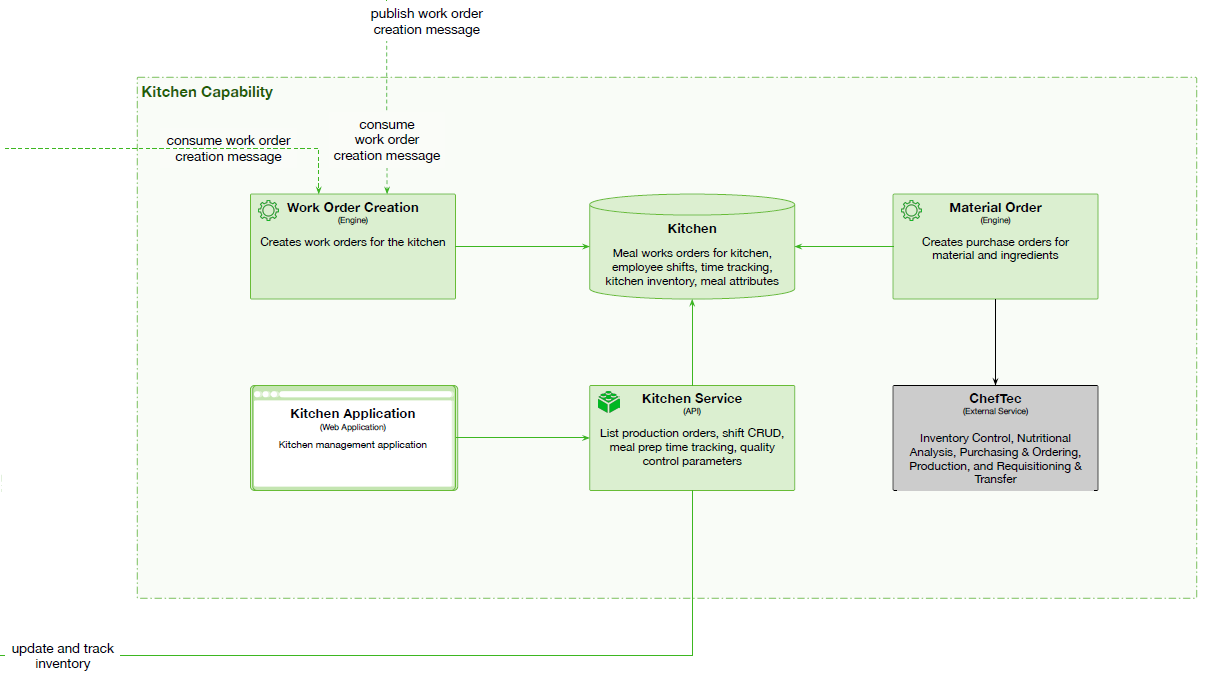 publish work order
creation message
Kitchen Capability
consume work order
creation message
consume
work order
creation message
Work Order Creation
(Engine)
Creates work orders for the kitchen
Kitchen
Meal works orders for kitchen,
employee shifts, time tracking,
kitchen inventory, meal attributes
Material Order
(Engine)
Creates purchase orders for
material and ingredients
Kitchen Application
(Web Application)
Kitchen management application
Kitchen Service
(API)
List production orders, shift CRUD,
meal prep time tracking, quality
control parameters
ChefTec
(External Service)
Inventory Control, Nutritional
Analysis, Purchasing & Ordering,
Production, and Requisitioning &
Transfer
update and track
inventory